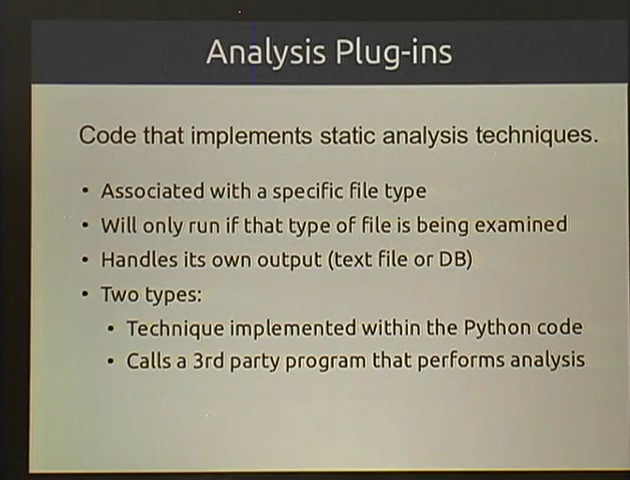 Analysis Plug-ins
Code that implements static analysis techniques.
• Associated with a specific file type
• Will only run if that type of file is being examined
• Handles its own output (text file or DB)
• Two types:
• Technique implemented within the Python code
• Calls a 3rd party program that performs analysis